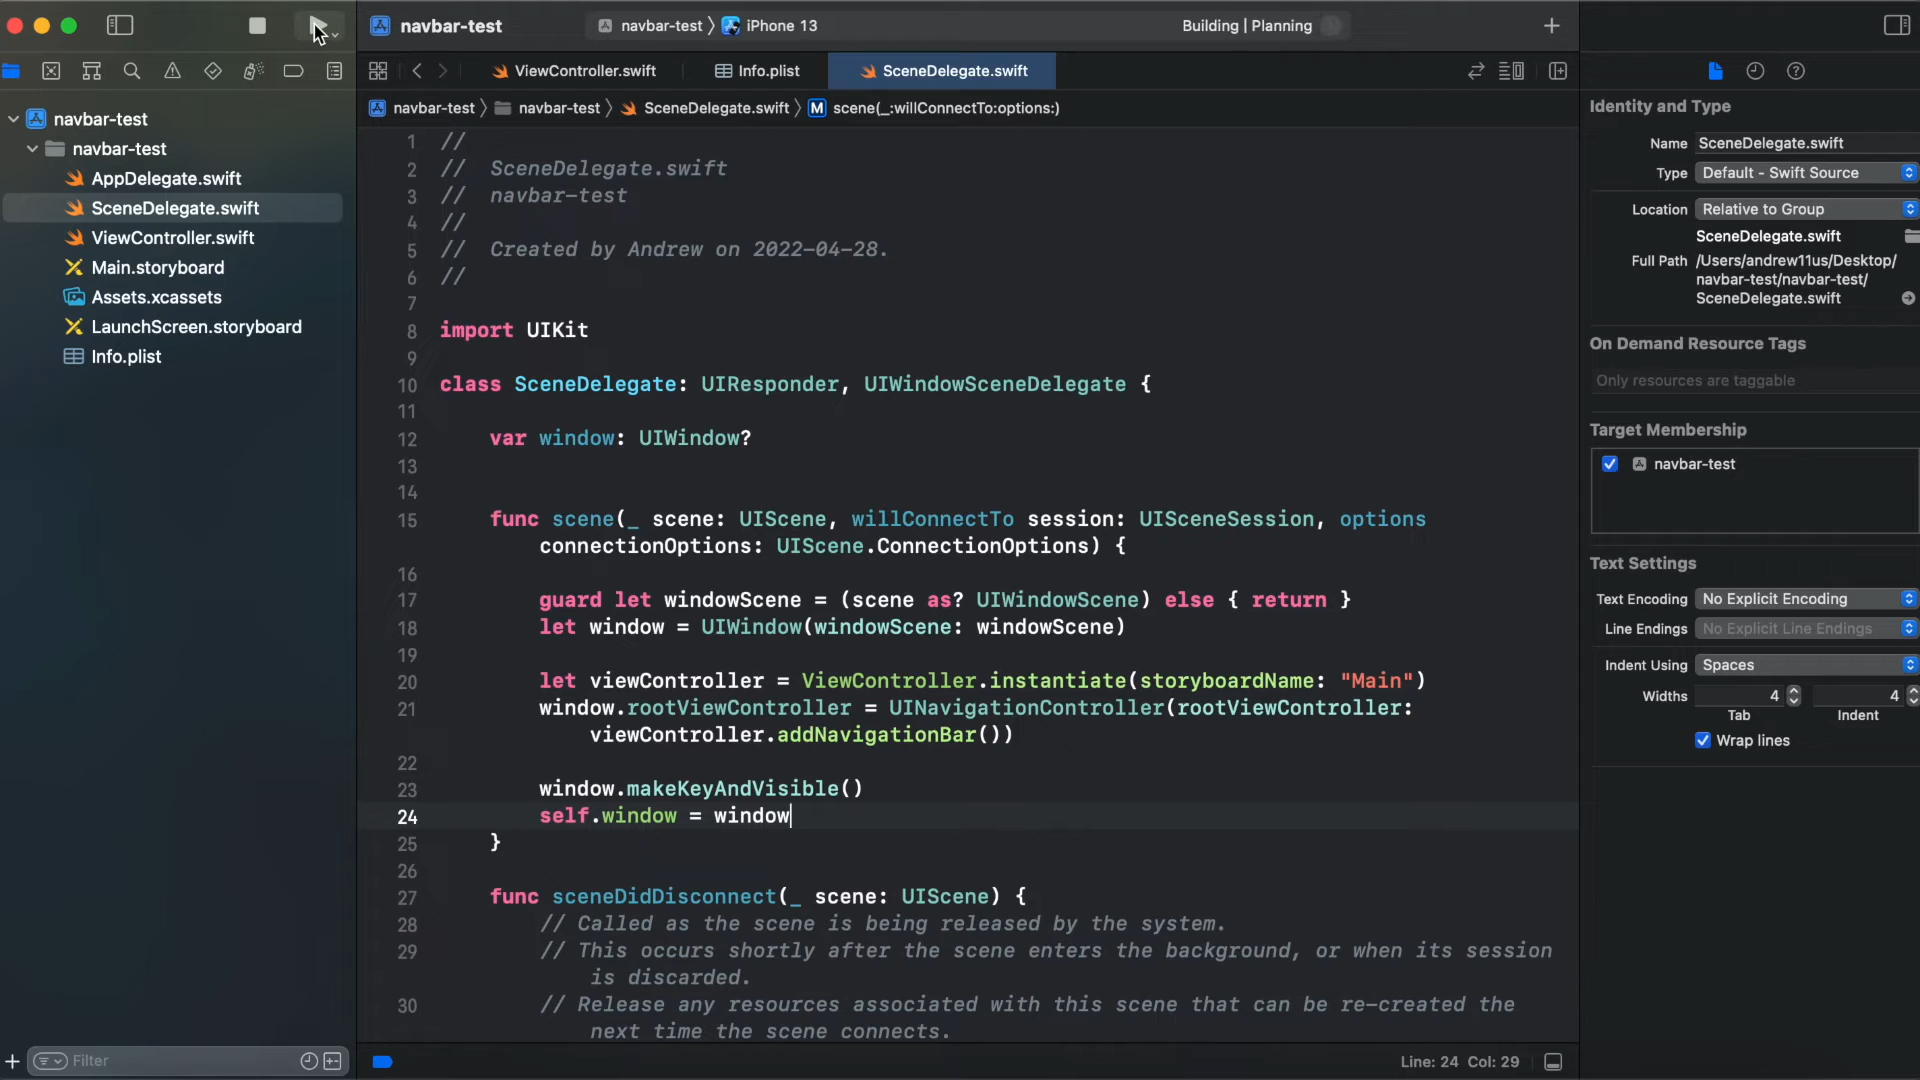 navbar-test
navbar-test
iPhone 13
Building | Planning
ViewController.swift
Info.plist
SceneDelegate.swift
navbar-test
navbar-test
SceneDelegate.swift
M
scene(_:willConnectTo:options:)
navbar-test
navbar-test
AppDelegate.swift
SceneDelegate.swift
ViewController.swift
Main.storyboard
Assets.xcassets
LaunchScreen.storyboard
Info.plist
Filter
1 //
2 // SceneDelegate.swift
3 // navbar-test
4 //
5 // Created by Andrew on 2022-04-28.
6 //
7
8 import UIKit
9
10 class SceneDelegate: UIResponder, UIWindowSceneDelegate {
11
12 var window: UIWindow?
13
14
15 func scene(_ scene: UIScene, willConnectTo session: UISceneSession, options
connectionOptions: UIScene.ConnectionOptions) {
16
17 guard let windowScene = (scene as? UIWindowScene) else { return }
18 let window = UIWindow(windowScene: windowScene)
19
20 let viewController = ViewController.instantiate(storyboardName: "Main")
21 window.rootViewController = UINavigationController(rootViewController:
viewController.addNavigationBar())
22
23 window.makeKeyAndVisible()
24 self.window = window
25 }
26
27 func sceneDidDisconnect(_ scene: UIScene) {
28 // Called as the scene is being released by the system.
29 // This occurs shortly after the scene enters the background, or when its session
is discarded.
30 // Release any resources associated with this scene that can be re-created the
next time the scene connects.
Line: 24 Col: 29
Identity and Type
Name SceneDelegate.swift
Type Default - Swift Source
Location Relative to Group
SceneDelegate.swift
Full Path /Users/andrew11us/Desktop/
navbar-test/navbar-test/
SceneDelegate.swift
On Demand Resource Tags
Only resources are taggable
Target Membership
navbar-test
Text Settings
Text Encoding No Explicit Encoding
Line Endings No Explicit Line Endings
Indent Using Spaces
Widths 4 4
Tab Indent
Wrap lines